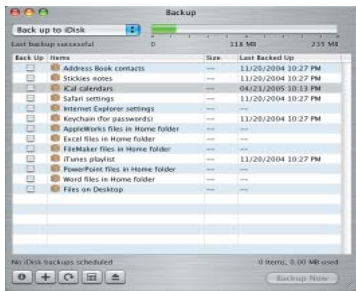 Backup
Back up to iDisk
Last backup successful 0 118 MB 235 MB
Back Up Items Size Last Backed Up
Address Book contacts -- 11/20/2004 10:27 PM
Stickies notes -- 11/20/2004 10:27 PM
iCal calendars -- 04/21/2005 10:13 PM
Safari settings -- 11/20/2004 10:27 PM
Internet Explorer settings -- --
Keychain (for passwords) -- 11/20/2004 10:27 PM
AppleWorks files in Home folder -- --
Excel files in Home folder -- --
FileMaker files in Home folder -- --
iTunes playlist -- 11/20/2004 10:27 PM
PowerPoint files in Home folder -- --
Word files in Home folder -- --
Files on Desktop -- --
No iDisk backups scheduled 0 items, 0.00 MB used
Backup Now